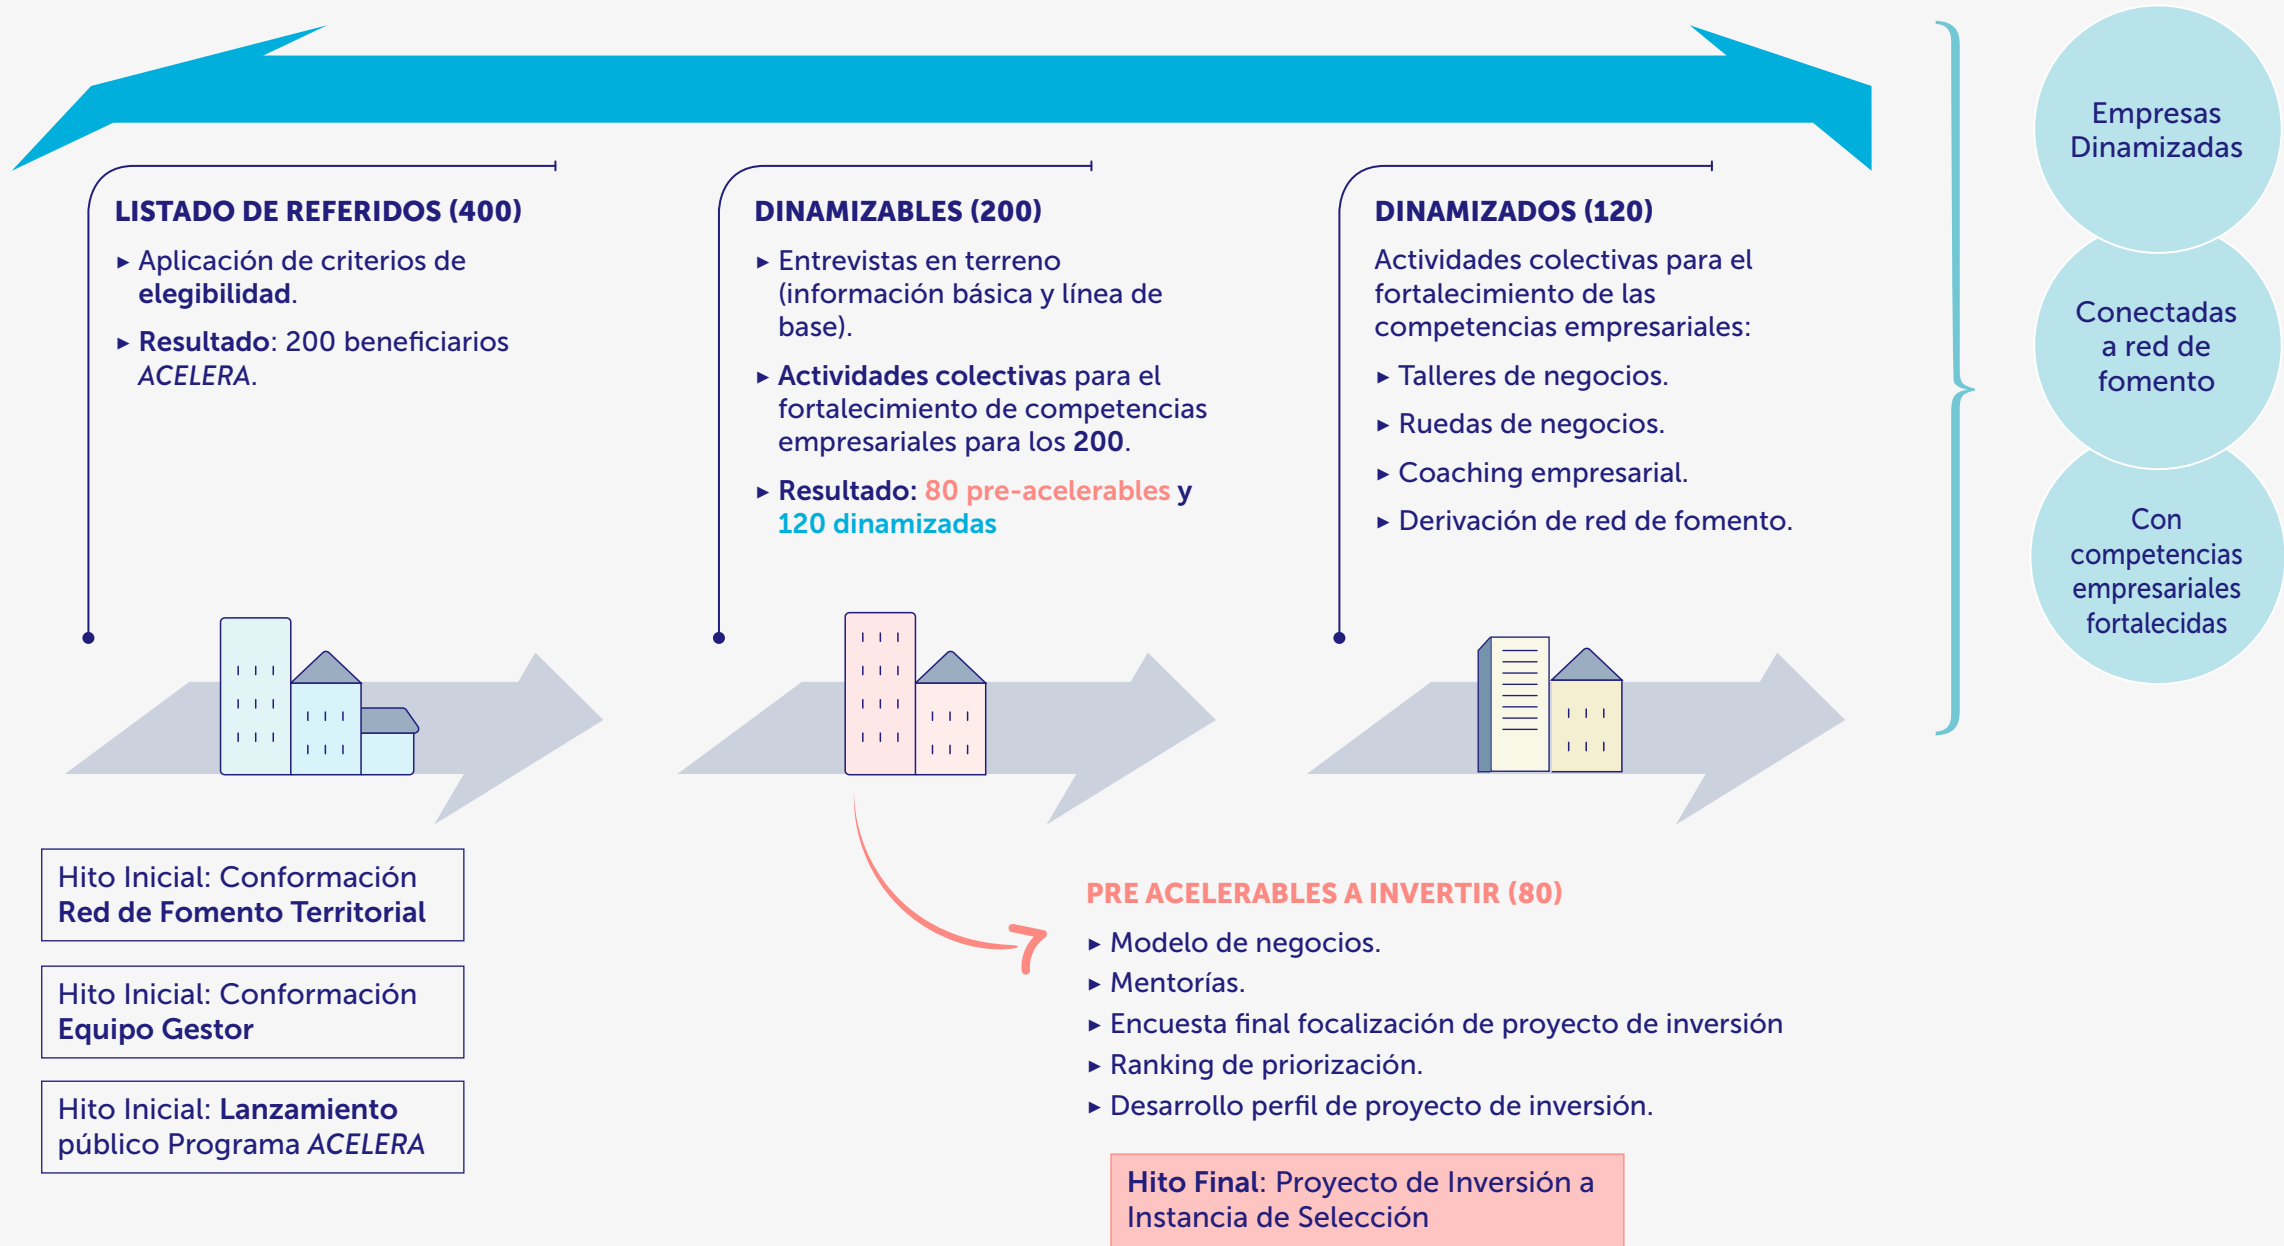 LISTADO DE REFERIDOS (400)
▸ Aplicación de criterios de
elegibilidad.
▸ Resultado: 200 beneficiarios
ACELERA.
DINAMIZABLES (200)
▸ Entrevistas en terreno
(información básica y línea de
base).
▸ Actividades colectivas para el
fortalecimiento de competencias
empresariales para los 200.
▸ Resultado: 80 pre-acelerables y
120 dinamizadas
DINAMIZADOS (120)
Actividades colectivas para el
fortalecimiento de las
competencias empresariales:
▸ Talleres de negocios.
▸ Ruedas de negocios.
▸ Coaching empresarial.
▸ Derivación de red de fomento.
Empresas
Dinamizadas
Conectadas
a red de
fomento
Con
competencias
empresariales
fortalecidas
Hito Inicial: Conformación
Red de Fomento Territorial
Hito Inicial: Conformación
Equipo Gestor
Hito Inicial: Lanzamiento
público Programa ACELERA
PRE ACELERABLES A INVERTIR (80)
▸ Modelo de negocios.
▸ Mentorías.
▸ Encuesta final focalización de proyecto de inversión
▸ Ranking de priorización.
▸ Desarrollo perfil de proyecto de inversión.
Hito Final: Proyecto de Inversión a
Instancia de Selección